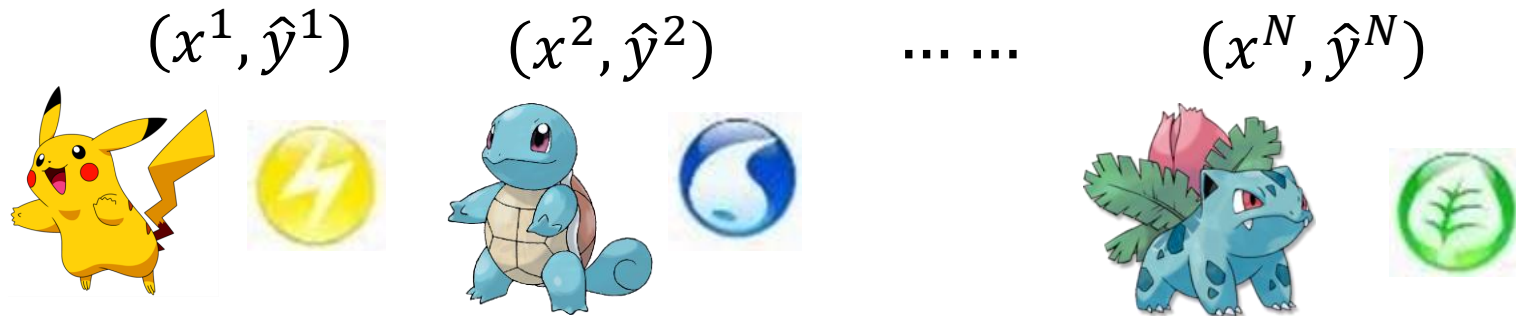 (x¹, ŷ¹) (x², ŷ²) … … (xᴺ, ŷᴺ)